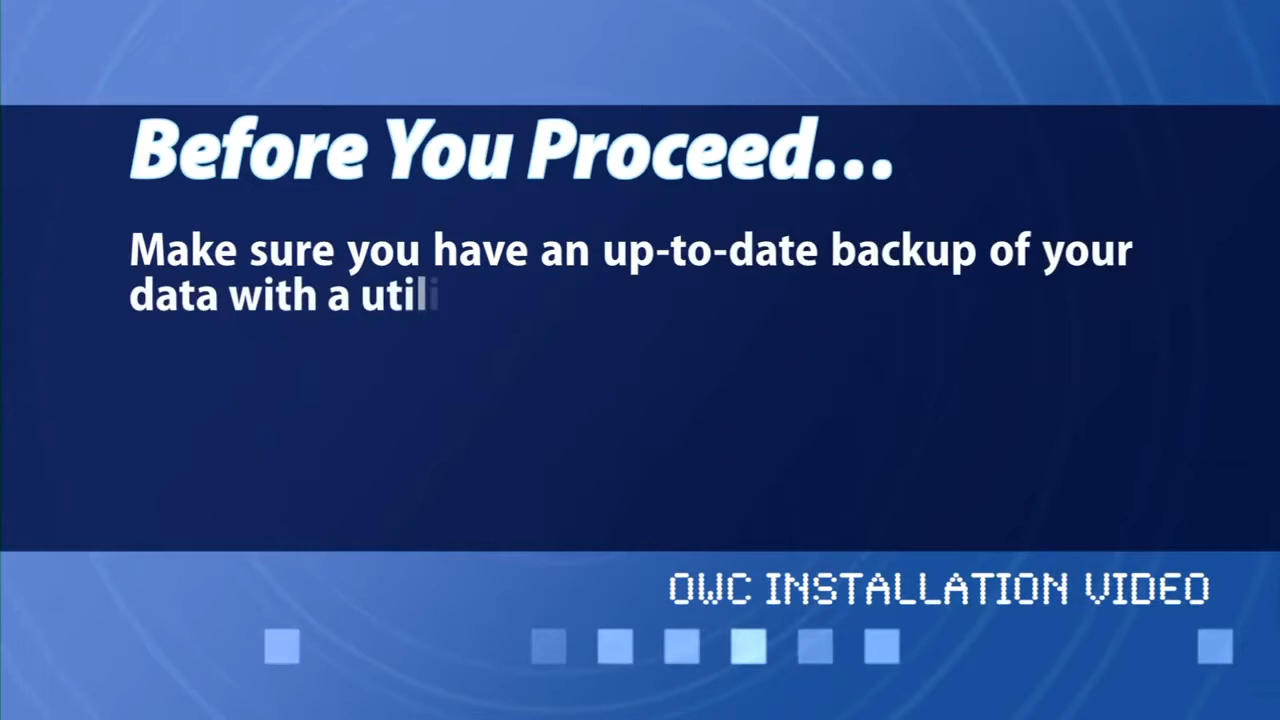 Before You Proceed...
Make sure you have an up-to-date backup of your
data with a utili
OWC INSTALLATION VIDEO